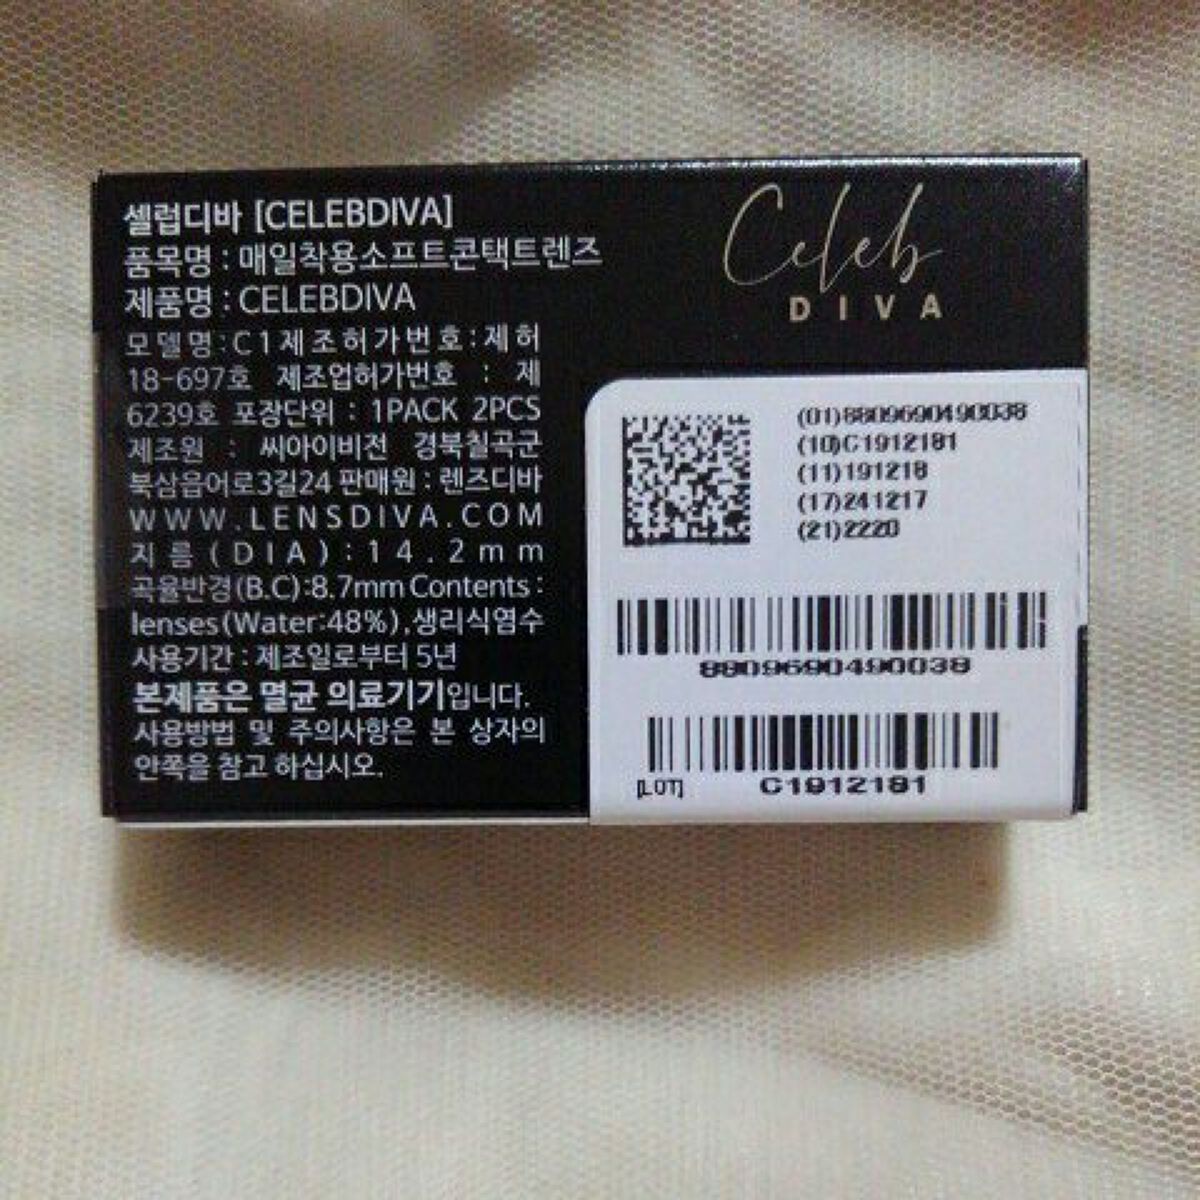 셀럽디바 [CELEBDIVA]
품목명 : 매일착용소프트콘택트렌즈
제품명 : CELEBDIVA
모델명:C1제조허가번호:제허
18-697호 제조업허가번호 : 제
6239호 포장단위 : 1PACK 2PCS
제조원 : 씨아이비전 경북칠곡군
북삼읍어로3길24 판매원 : 렌즈디바
WWW.LENSDIVA.COM
지름(DIA):14.2mm
곡율반경(B.C):8.7mm Contents :
lenses(Water:48%),생리식염수
사용기간 : 제조일로부터 5년
본제품은 멸균 의료기기입니다.
사용방법 및 주의사항은 본 상자의
안쪽을 참고 하십시오.
Celeb
DIVA
(01)8809690490038
(10)C1912181
(11)191218
(17)241217
(21)2220
8809690490038
[LOT] C1912181